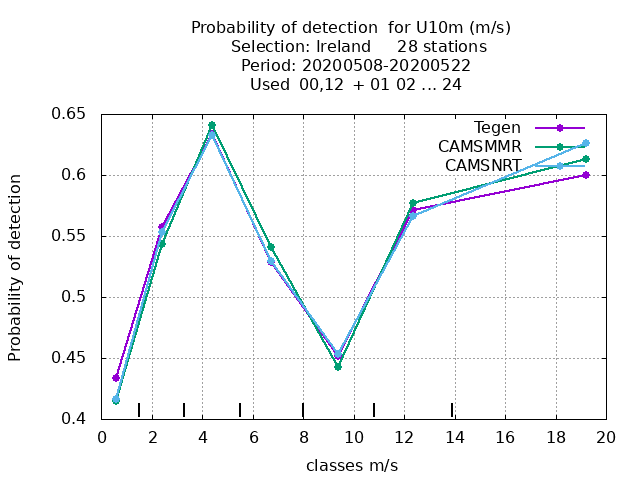 Probability of detection  for U10m (m/s)
Selection: Ireland     28 stations
Period: 20200508-20200522
Used  00,12  + 01 02 ... 24
Probability of detection
0.65
0.6
0.55
0.5
0.45
0.4
Tegen
CAMSMMR
CAMSNRT
0 2 4 6 8 10 12 14 16 18 20
classes m/s